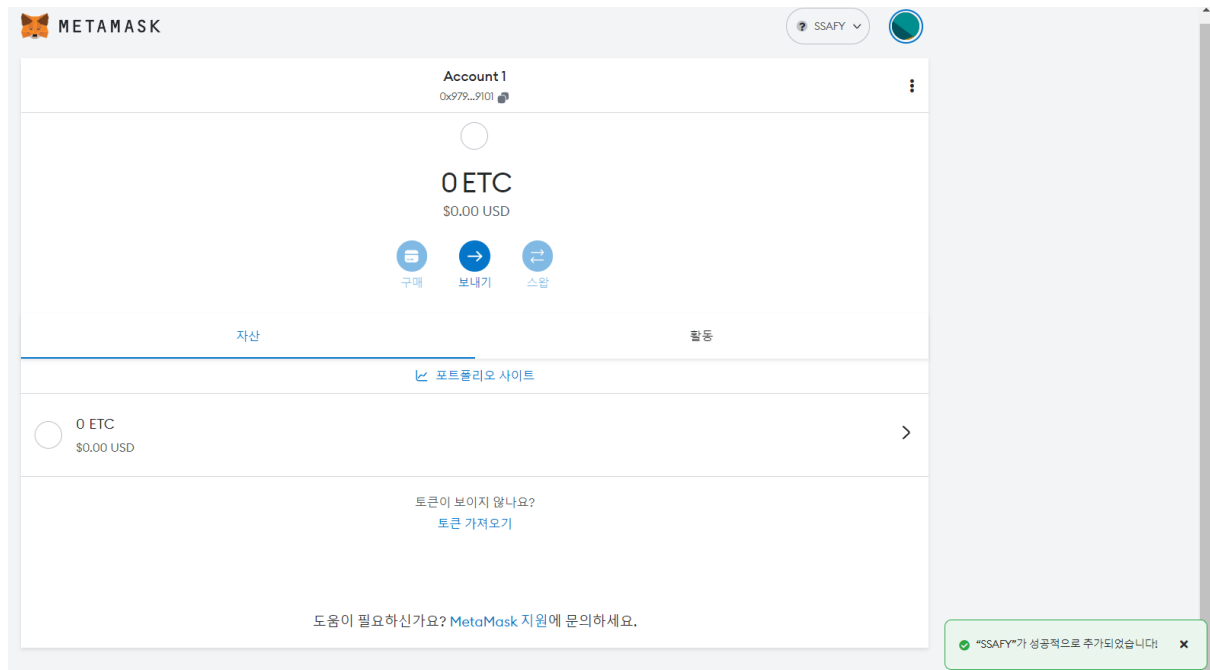 METAMASK
? SSAFY
Account 1
0x979...9101
0 ETC
$0.00 USD
구매
보내기
스왑
자산
활동
포트폴리오 사이트
0 ETC
$0.00 USD
토큰이 보이지 않나요?
토큰 가져오기
도움이 필요하신가요? MetaMask 지원에 문의하세요.
“SSAFY”가 성공적으로 추가되었습니다!